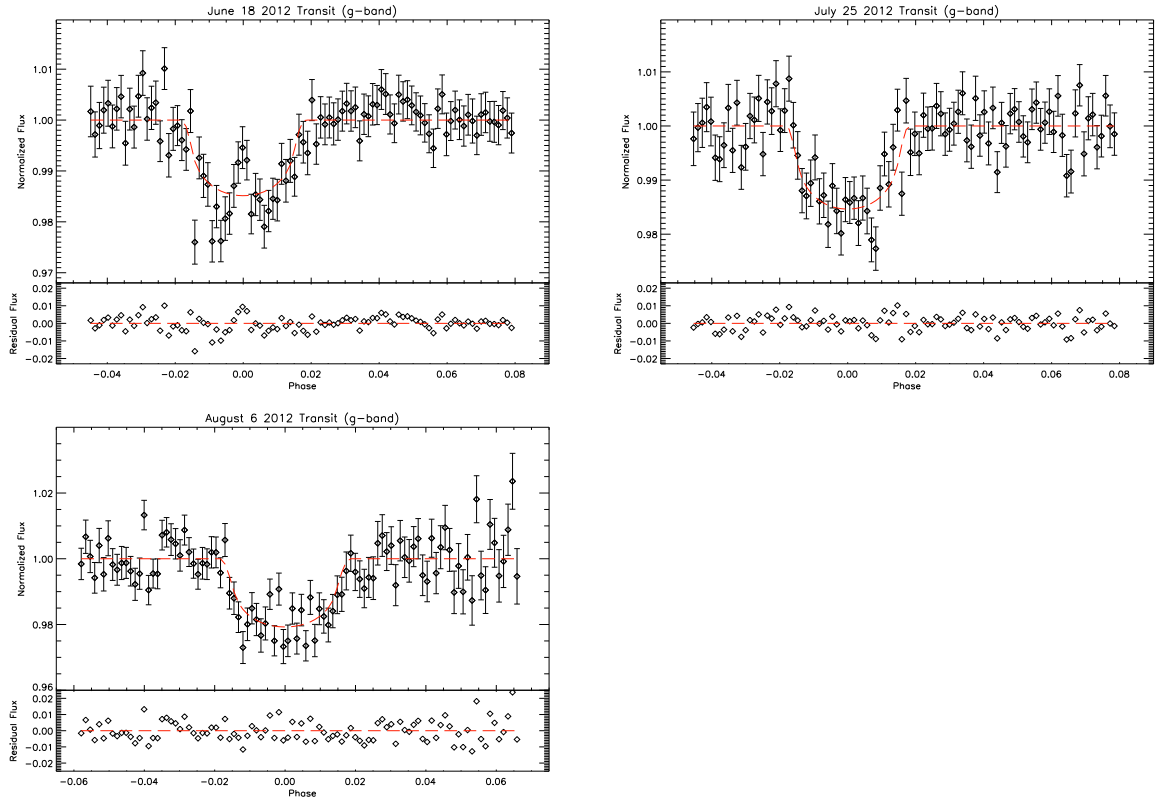 June 18 2012 Transit (g-band)
Normalized Flux
1.01
1.00
0.99
0.98
0.97
Residual Flux
0.02
0.01
0.00
−0.01
−0.02
−0.04 −0.02 0.00 0.02 0.04 0.06 0.08
Phase
July 25 2012 Transit (g-band)
Normalized Flux
1.01
1.00
0.99
0.98
Residual Flux
0.02
0.01
0.00
−0.01
−0.02
−0.04 −0.02 0.00 0.02 0.04 0.06 0.08
Phase
August 6 2012 Transit (g-band)
Normalized Flux
1.02
1.00
0.98
0.96
Residual Flux
0.02
0.01
0.00
−0.01
−0.02
−0.06 −0.04 −0.02 0.00 0.02 0.04 0.06
Phase